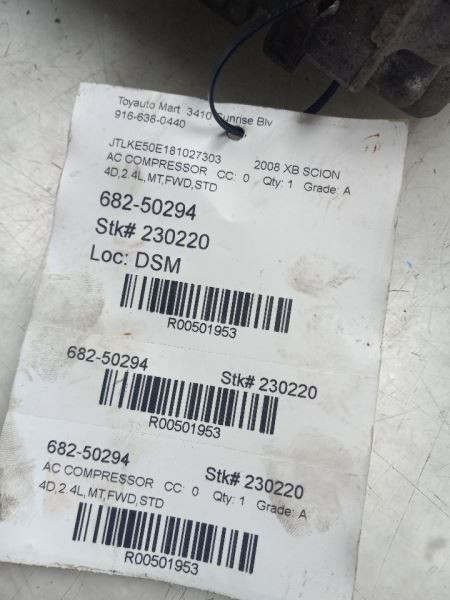 Toyauto Mart 3410 Sunrise Blv
916-638-0440
JTLKE50E181027303 2008 XB SCION
AC COMPRESSOR CC: 0 Qty: 1 Grade: A
4D,2.4L,MT,FWD,STD
682-50294
Stk# 230220
Loc: DSM
R00501953
682-50294 Stk# 230220
R00501953
682-50294 Stk# 230220
AC COMPRESSOR CC: 0 Qty: 1 Grade: A
4D,2.4L,MT,FWD,STD
R00501953